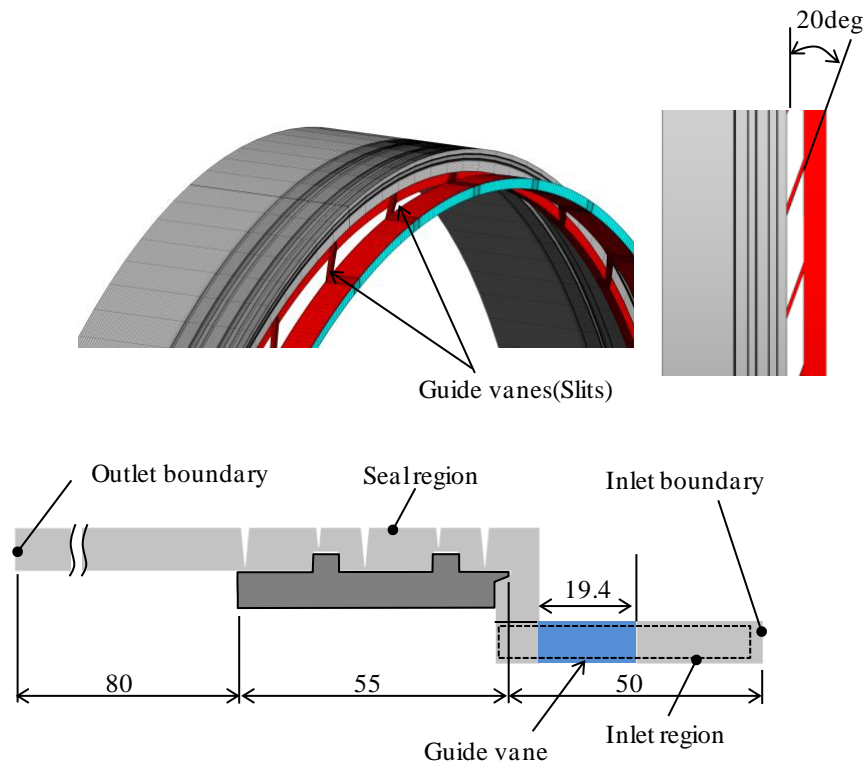 20deg
Guide vanes(Slits)
Outlet boundary
Seal region
Inlet boundary
19.4
80
55
50
Guide vane
Inlet region